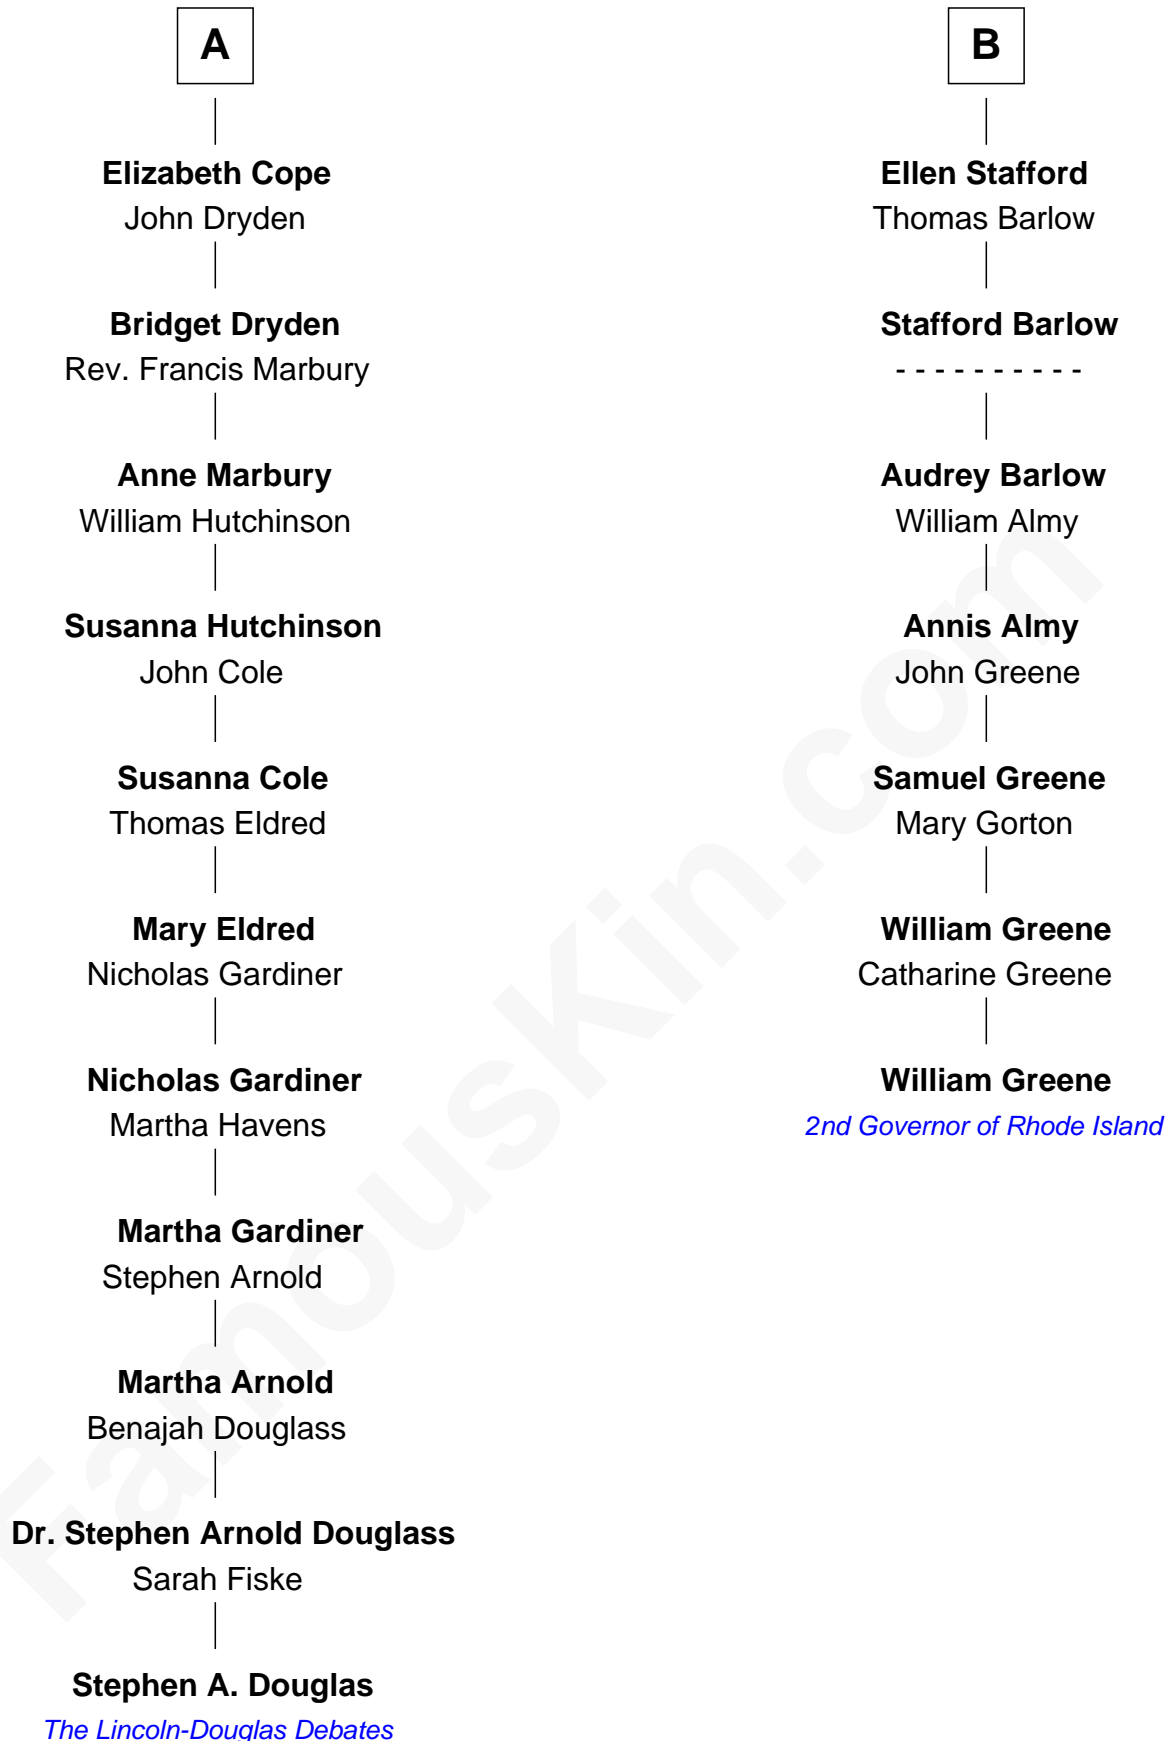 A
Elizabeth Cope
John Dryden
Bridget Dryden
Rev. Francis Marbury
Anne Marbury
William Hutchinson
Susanna Hutchinson
John Cole
Susanna Cole
Thomas Eldred
Mary Eldred
Nicholas Gardiner
Nicholas Gardiner
Martha Havens
Martha Gardiner
Stephen Arnold
Martha Arnold
Benajah Douglass
Dr. Stephen Arnold Douglass
Sarah Fiske
Stephen A. Douglas
The Lincoln-Douglas Debates
B
Ellen Stafford
Thomas Barlow
Stafford Barlow
- - - - - - - - - -
Audrey Barlow
William Almy
Annis Almy
John Greene
Samuel Greene
Mary Gorton
William Greene
Catharine Greene
William Greene
2nd Governor of Rhode Island
FamousKin.com